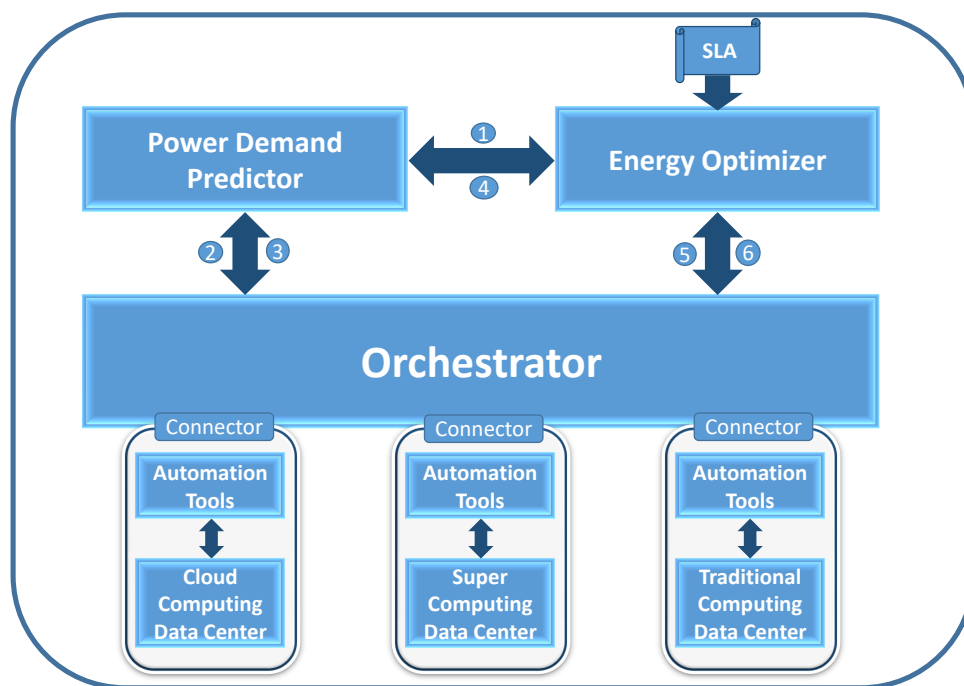 SLA
Power Demand
Predictor
1
4
Energy Optimizer
2
3
5
6
Orchestrator
Connector
Automation
Tools
Cloud
Computing
Data Center
Connector
Automation
Tools
Super
Computing
Data Center
Connector
Automation
Tools
Traditional
Computing
Data Center